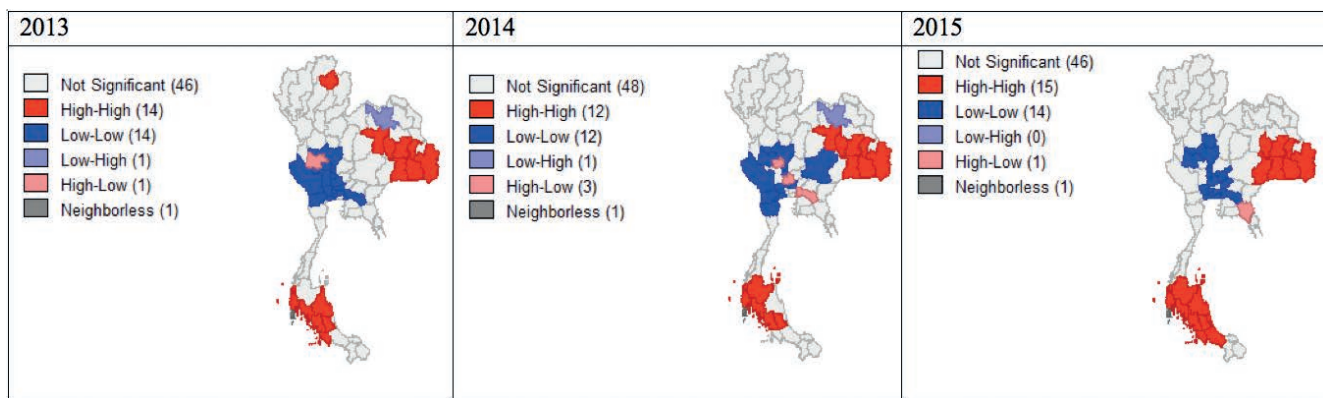 2013
Not Significant (46)
High-High (14)
Low-Low (14)
Low-High (1)
High-Low (1)
Neighborless (1)
2014
Not Significant (48)
High-High (12)
Low-Low (12)
Low-High (1)
High-Low (3)
Neighborless (1)
2015
Not Significant (46)
High-High (15)
Low-Low (14)
Low-High (0)
High-Low (1)
Neighborless (1)